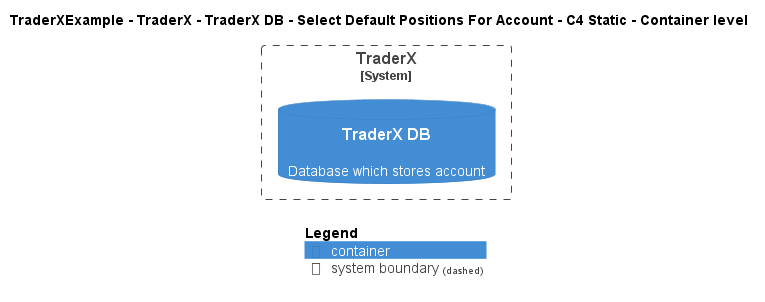 TraderXExample - TraderX - TraderX DB - Select Default Positions For Account - C4 Static - Container level
TraderX
[System]
TraderX DB
Database which stores account
Legend
container
system boundary (dashed)